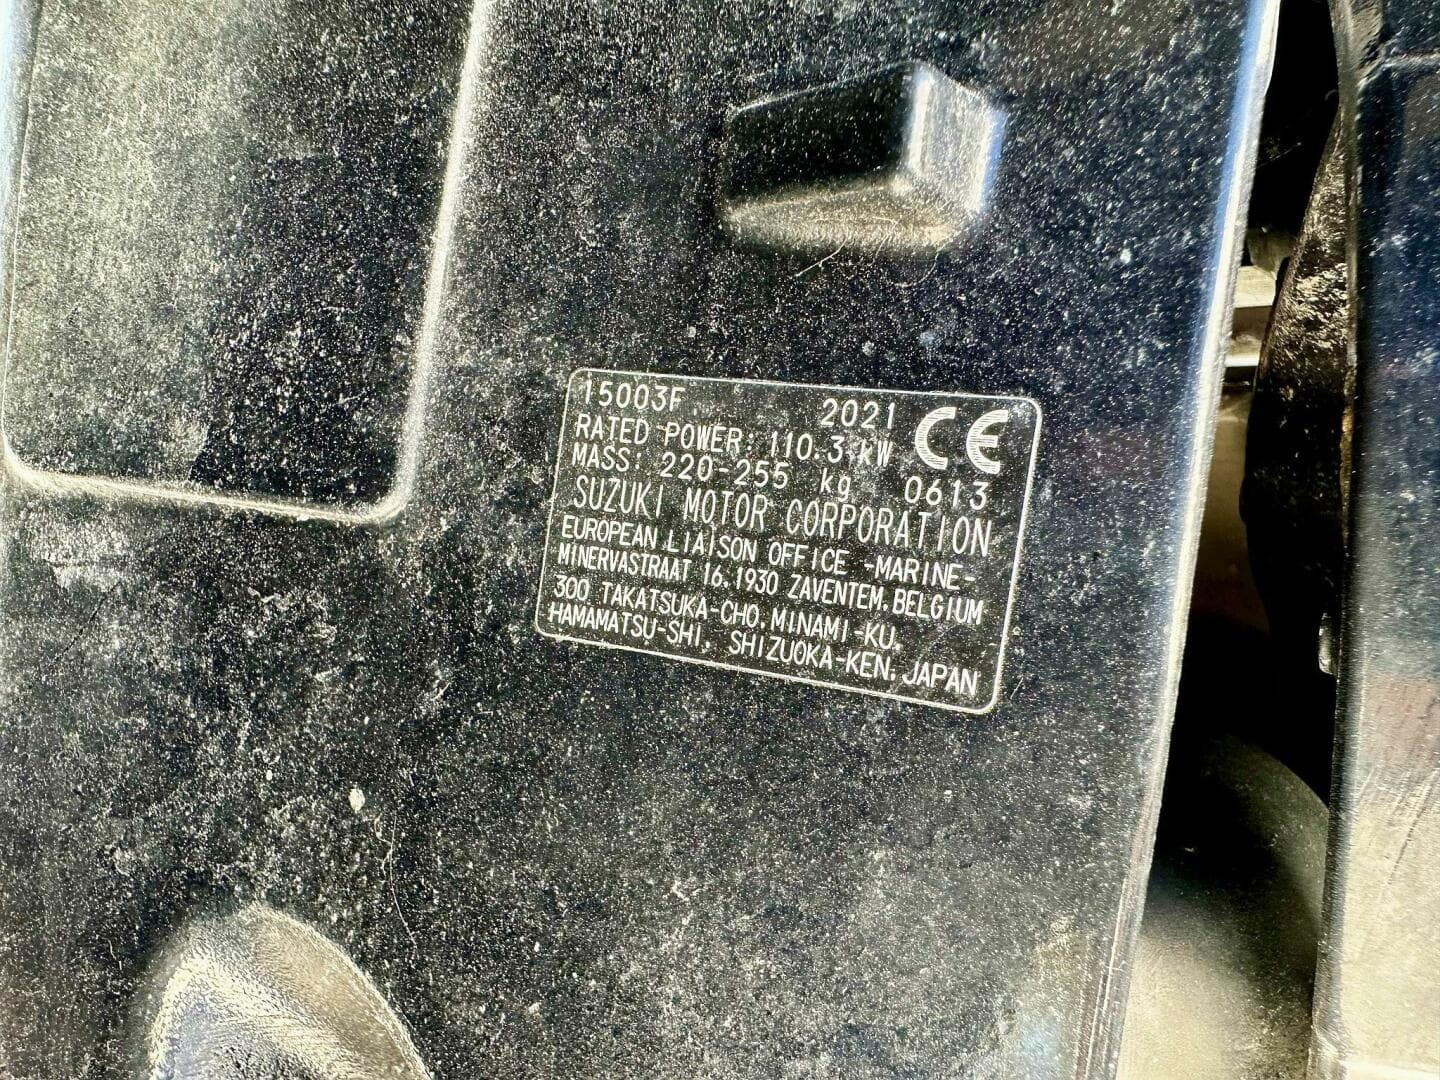 15003F 2021 CE
RATED POWER: 110.3 kW
MASS: 220-255 kg 0613
SUZUKI MOTOR CORPORATION
EUROPEAN LIAISON OFFICE -MARINE-
MINERVASTRAAT 16, 1930 ZAVENTEM, BELGIUM
300 TAKATSUKA-CHO, MINAMI-KU,
HAMAMATSU-SHI, SHIZUOKA-KEN, JAPAN